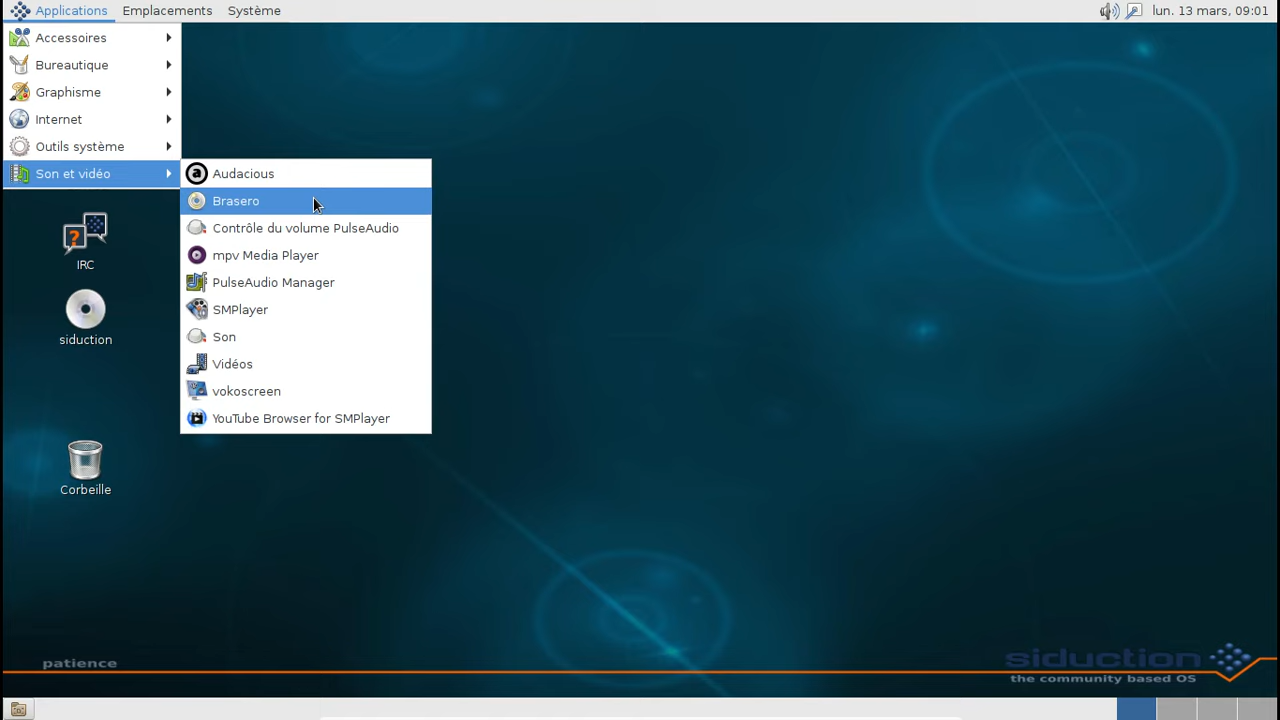 Applications Emplacements Système lun. 13 mars, 09:01
Accessoires
Bureautique
Graphisme
Internet
Outils système
Son et vidéo
Audacious
Brasero
Contrôle du volume PulseAudio
mpv Media Player
PulseAudio Manager
SMPlayer
Son
Vidéos
vokoscreen
YouTube Browser for SMPlayer
IRC
siduction
Corbeille
patience
siduction
the community based OS